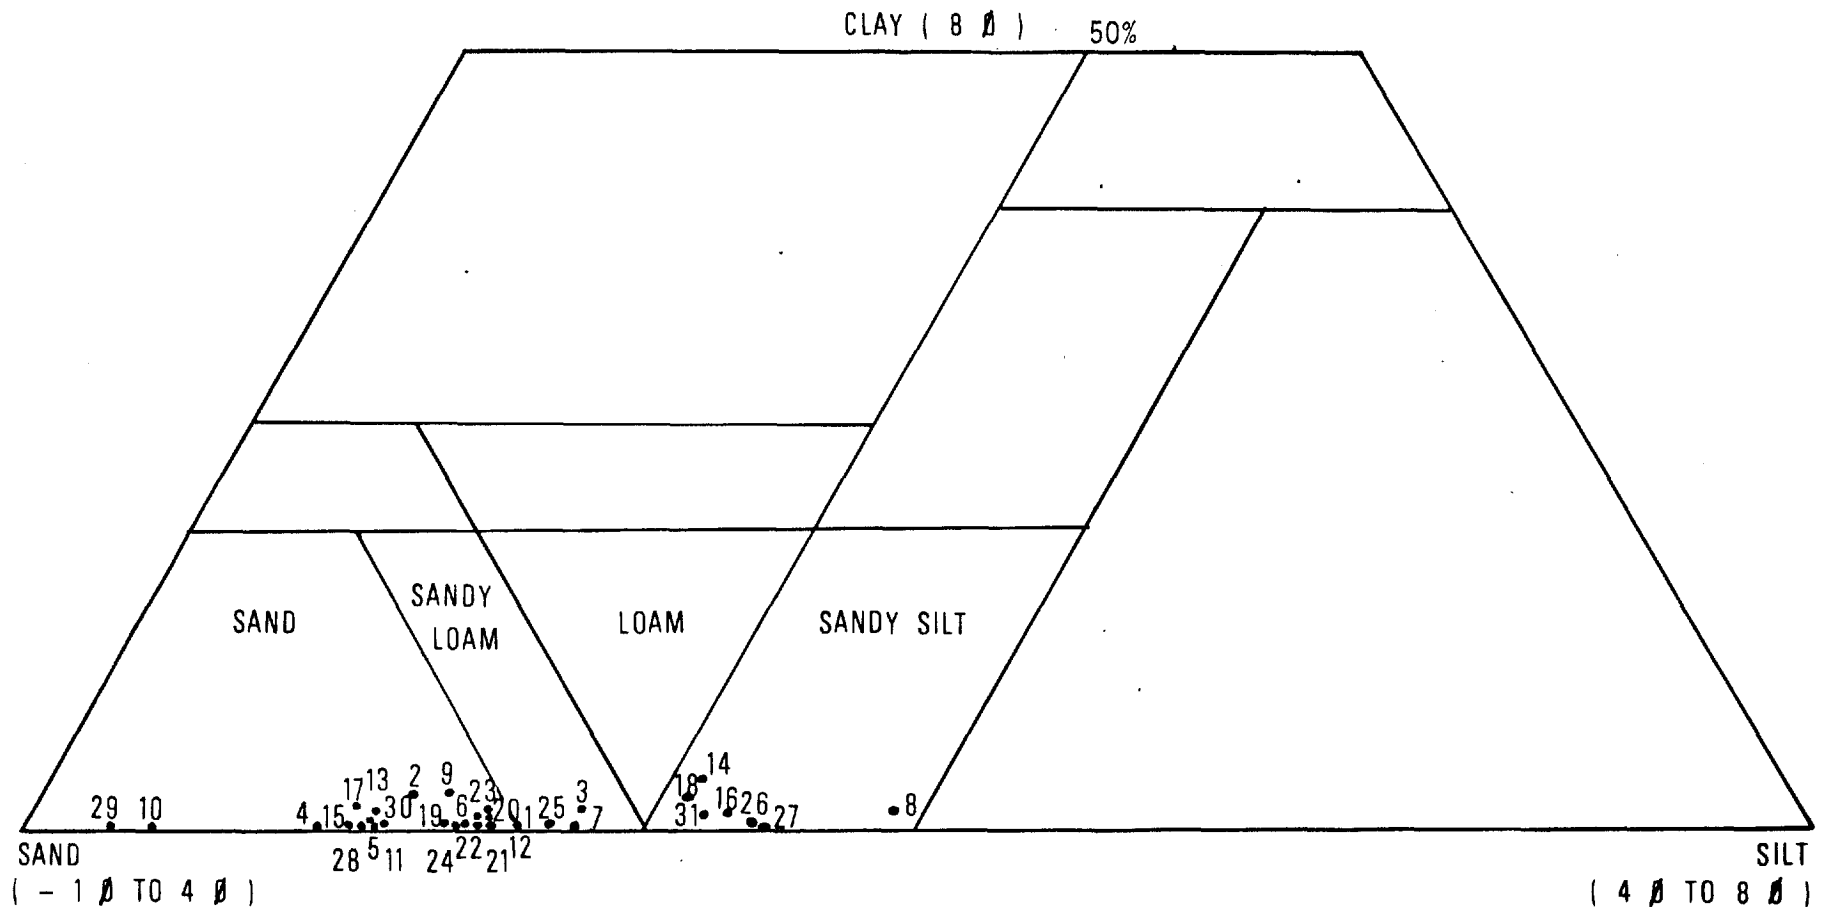 CLAY ( 8 Ø ) 50%
SANDY
LOAM
SAND LOAM SANDY SILT
14
17 13 2 9 23 3 18
29 10 4 15 30 19 6 20 1 25 7 31 16 26 27 8
28 5 11 24 22 21 12
SAND SILT
( - 1 Ø TO 4 Ø ) ( 4 Ø TO 8 Ø )